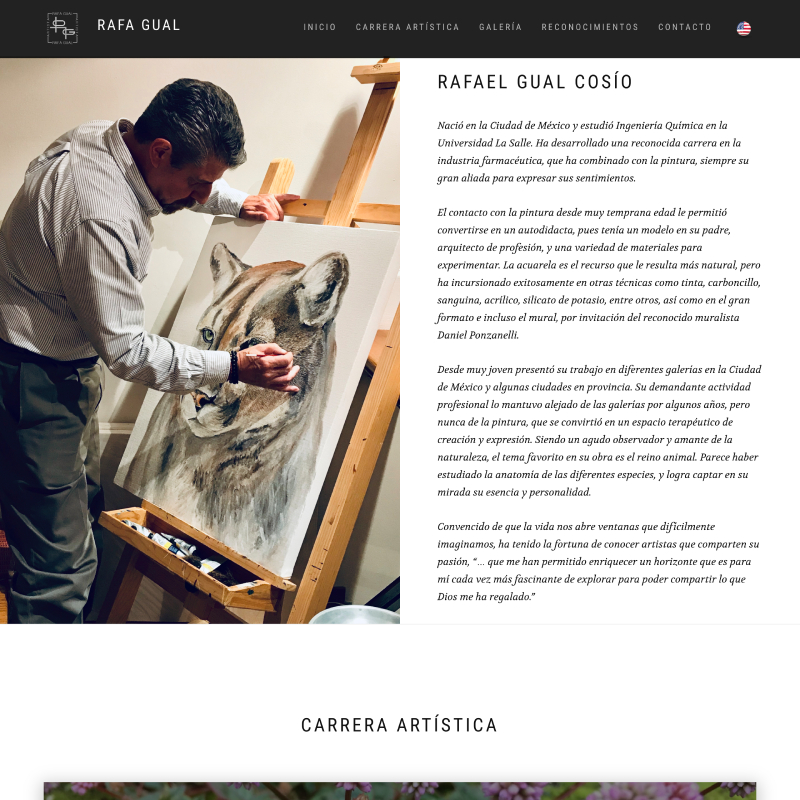 RAFA GUAL
RAFA GUAL
RAFA GUAL
INICIO CARRERA ARTÍSTICA GALERÍA RECONOCIMIENTOS CONTACTO
RAFAEL GUAL COSÍO
Nació en la Ciudad de México y estudió Ingeniería Química en la
Universidad La Salle. Ha desarrollado una reconocida carrera en la
industria farmacéutica, que ha combinado con la pintura, siempre su
gran aliada para expresar sus sentimientos.
El contacto con la pintura desde muy temprana edad le permitió
convertirse en un autodidacta, pues tenía un modelo en su padre,
arquitecto de profesión, y una variedad de materiales para
experimentar. La acuarela es el recurso que le resulta más natural, pero
ha incursionado exitosamente en otras técnicas como tinta, carboncillo,
sanguina, acrílico, silicato de potasio, entre otros, así como en el gran
formato e incluso el mural, por invitación del reconocido muralista
Daniel Ponzanelli.
Desde muy joven presentó su trabajo en diferentes galerías en la Ciudad
de México y algunas ciudades en provincia. Su demandante actividad
profesional lo mantuvo alejado de las galerías por algunos años, pero
nunca de la pintura, que se convirtió en un espacio terapéutico de
creación y expresión. Siendo un agudo observador y amante de la
naturaleza, el tema favorito en su obra es el reino animal. Parece haber
estudiado la anatomía de las diferentes especies, y logra captar en su
mirada su esencia y personalidad.
Convencido de que la vida nos abre ventanas que difícilmente
imaginamos, ha tenido la fortuna de conocer artistas que comparten su
pasión, “… que me han permitido enriquecer un horizonte que es para
mí cada vez más fascinante de explorar para poder compartir lo que
Dios me ha regalado.”
CARRERA ARTÍSTICA